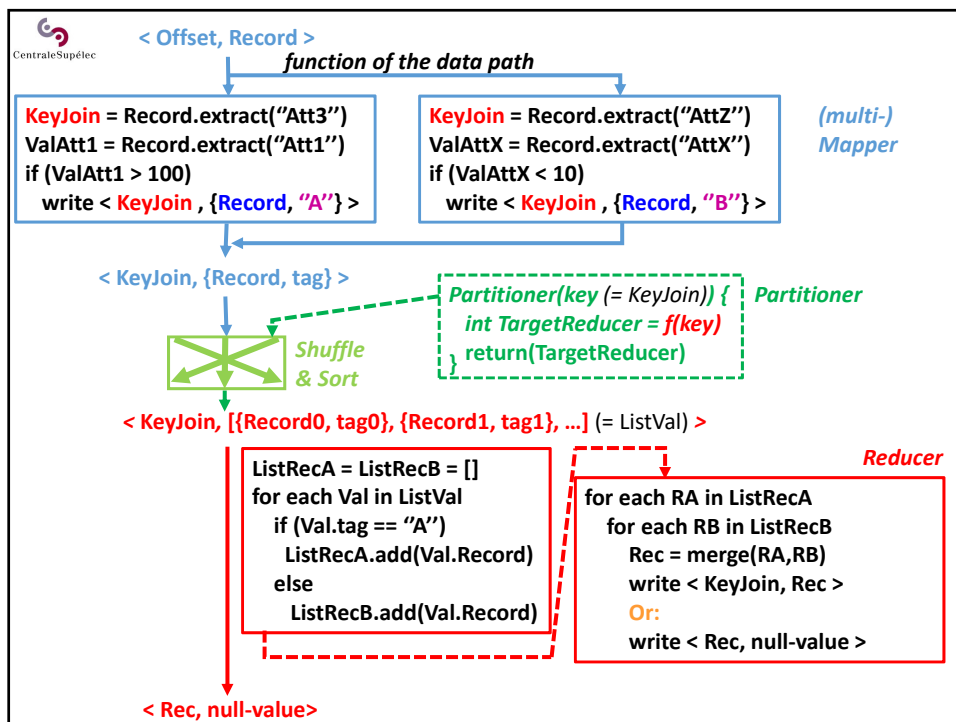 CentraleSupélec
< Offset, Record >
function of the data path
KeyJoin = Record.extract(‘’Att3’’)
ValAtt1 = Record.extract(‘’Att1’’)
if (ValAtt1 > 100)
write < KeyJoin , {Record, ‘’A’’} >
KeyJoin = Record.extract(‘’AttZ’’)
ValAttX = Record.extract(‘’AttX’’)
if (ValAttX < 10)
write < KeyJoin , {Record, ‘’B’’} >
(multi-)
Mapper
< KeyJoin, {Record, tag} >
Partitioner(key (= KeyJoin)) {
int TargetReducer = f(key)
return(TargetReducer)
}
Partitioner
Shuffle
& Sort
< KeyJoin, [{Record0, tag0}, {Record1, tag1}, …] (= ListVal) >
ListRecA = ListRecB = []
for each Val in ListVal
if (Val.tag == ‘’A’’)
ListRecA.add(Val.Record)
else
ListRecB.add(Val.Record)
Reducer
for each RA in ListRecA
for each RB in ListRecB
Rec = merge(RA,RB)
write < KeyJoin, Rec >
Or:
write < Rec, null-value >
< Rec, null-value>